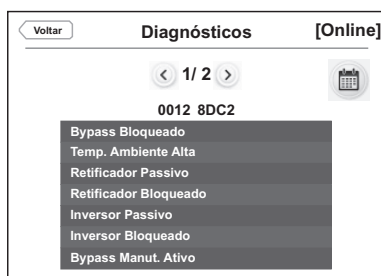 Voltar Diagnósticos [Online]
1/ 2
0012 8DC2
Bypass Bloqueado
Temp. Ambiente Alta
Retificador Passivo
Retificador Bloqueado
Inversor Passivo
Inversor Bloqueado
Bypass Manut. Ativo